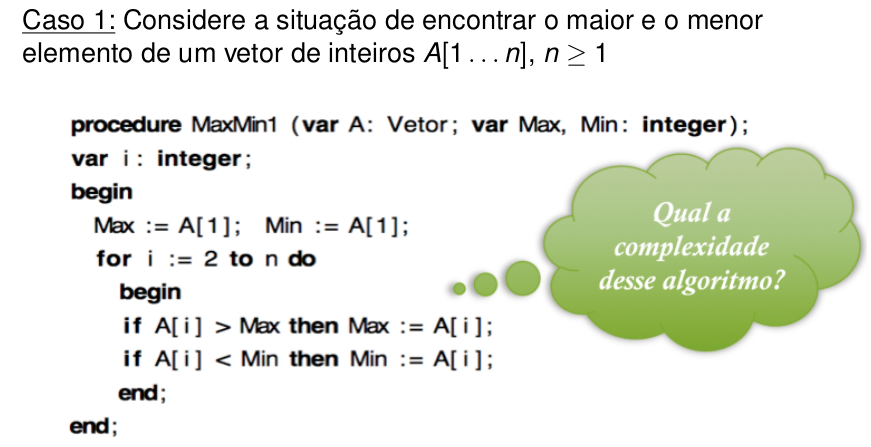 Caso 1: Considere a situação de encontrar o maior e o menor
elemento de um vetor de inteiros A[1 . . . n], n ≥ 1
procedure MaxMin1 (var A: Vetor; var Max, Min: integer);
var i: integer;
begin
Max := A[1]; Min := A[1];
for i := 2 to n do
begin
if A[i] > Max then Max := A[i];
if A[i] < Min then Min := A[i];
end;
end;
Qual a
complexidade
desse algoritmo?